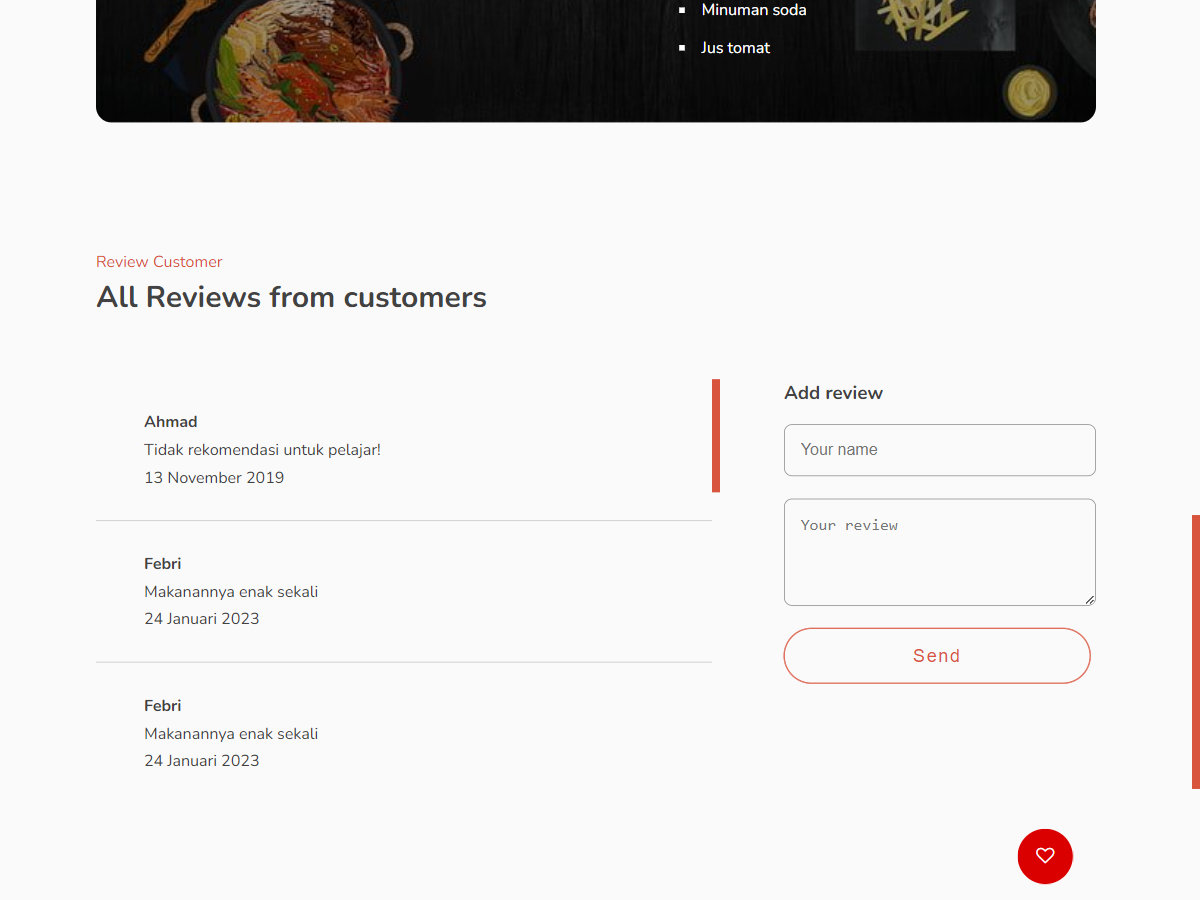 Minuman soda
Jus tomat
Review Customer
All Reviews from customers
Ahmad
Tidak rekomendasi untuk pelajar!
13 November 2019
Febri
Makanannya enak sekali
24 Januari 2023
Febri
Makanannya enak sekali
24 Januari 2023
Add review
Your name
Your review
Send